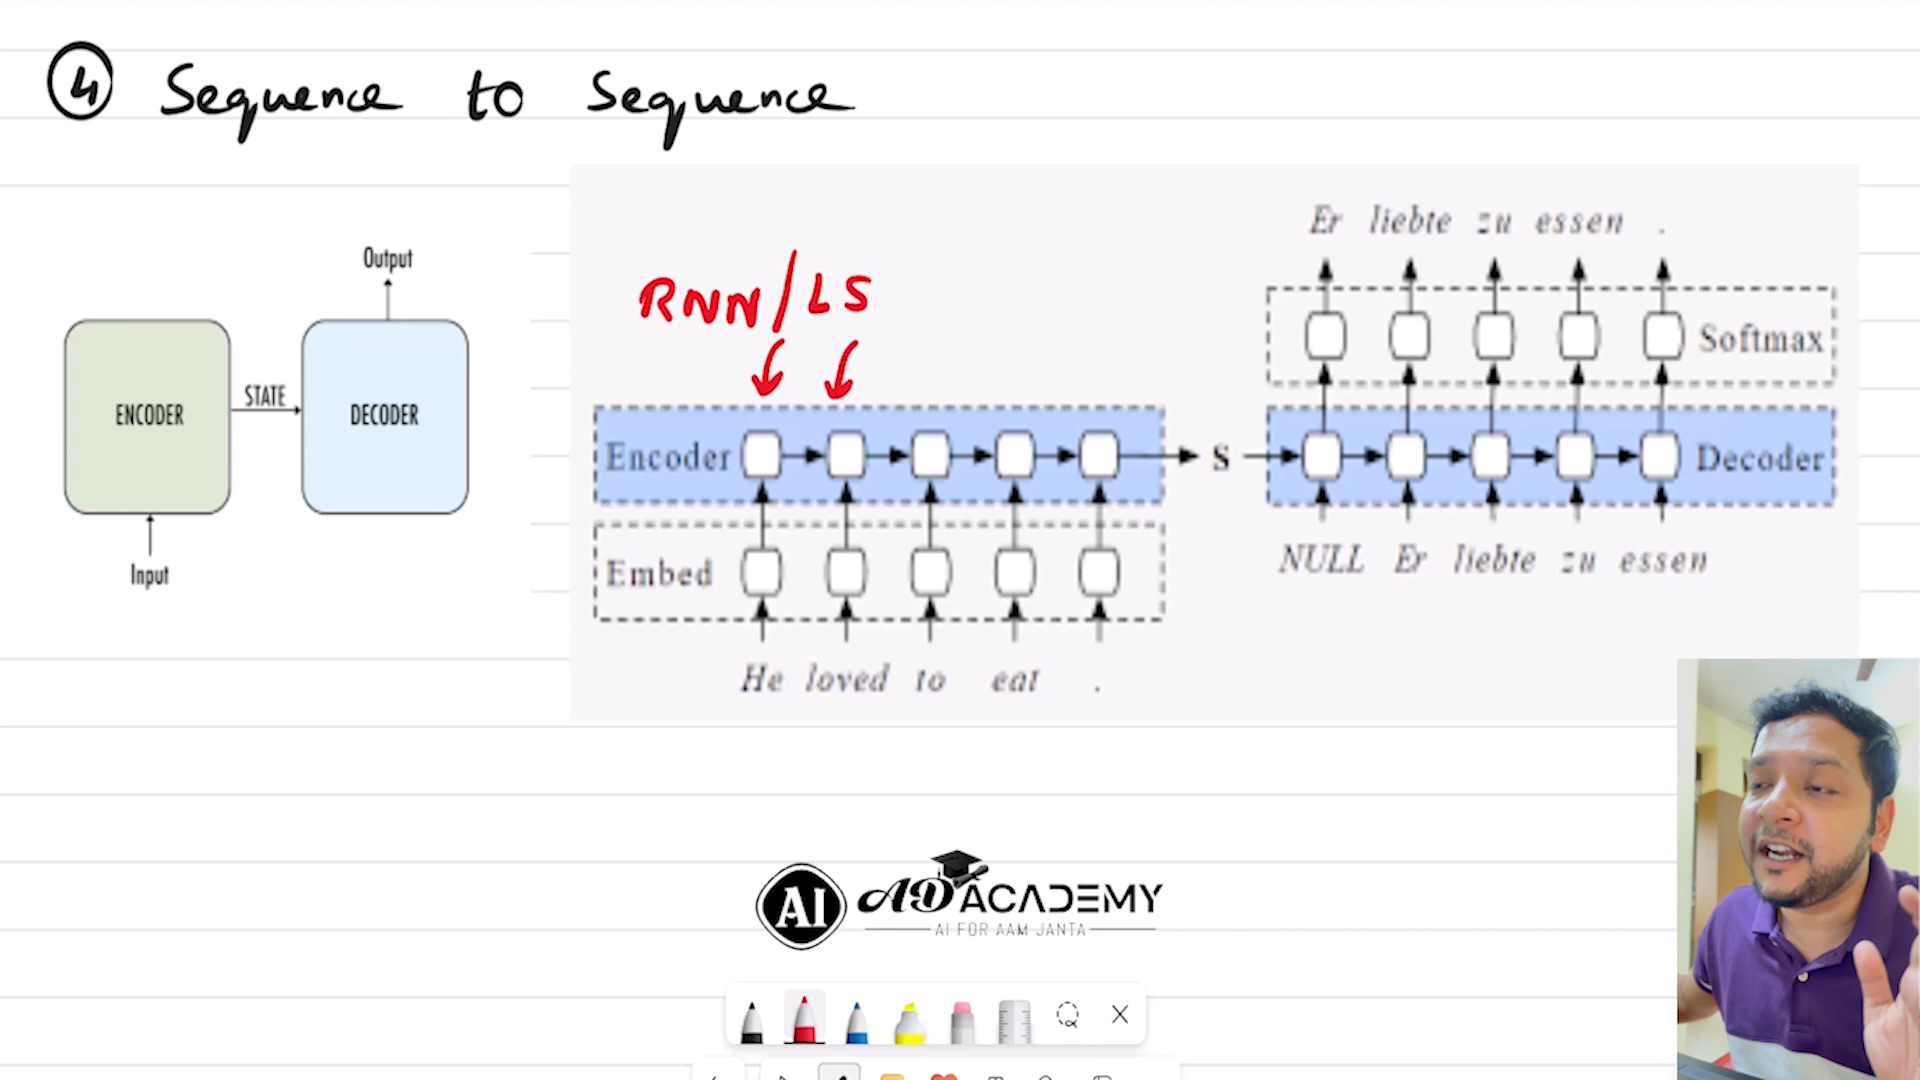 4 Sequence to Sequence
Output
ENCODER
STATE
DECODER
Input
RNN/LS
Er liebte zu essen .
Softmax
Encoder
S
Decoder
NULL Er liebte zu essen
Embed
He loved to eat .
AI
AD ACADEMY
AI FOR AAM JANTA